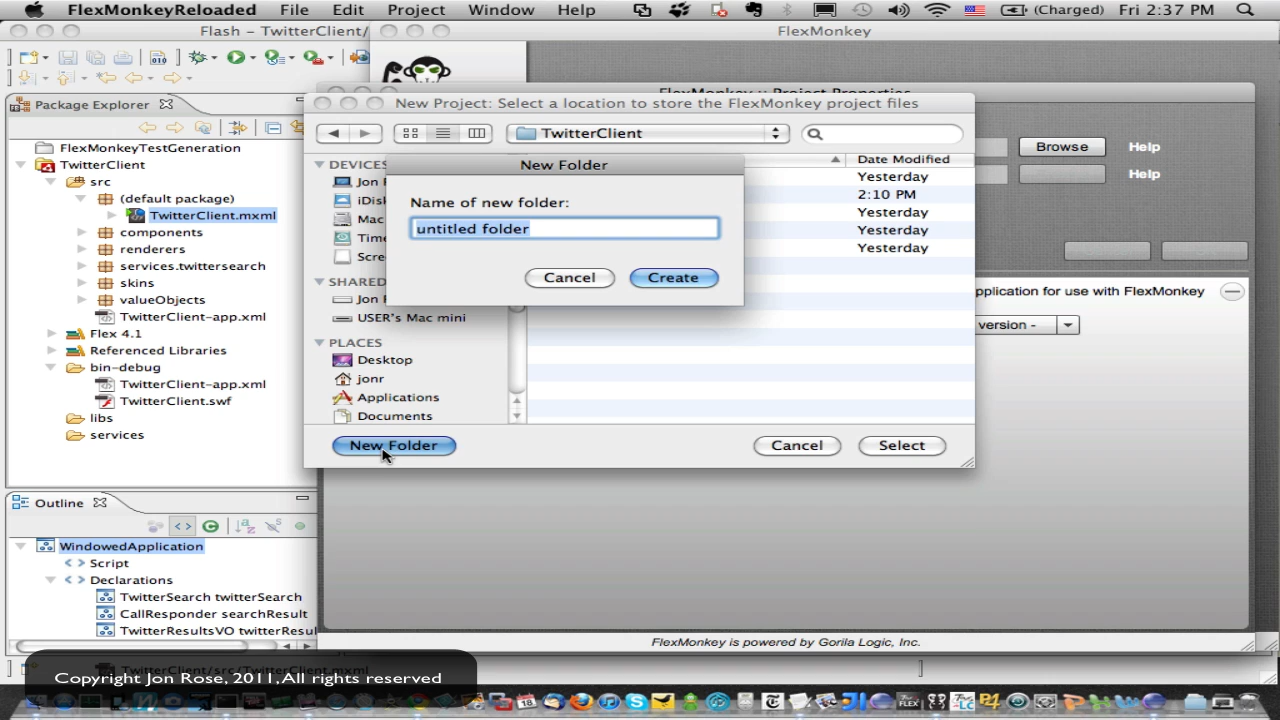 FlexMonkeyReloaded File Edit Project Window Help (Charged) Fri 2:37 PM
Flash - TwitterClient/
FlexMonkey
New Project: Select a location to store the FlexMonkey project files
Package Explorer
TwitterClient
Browse
Help
Help
FlexMonkeyTestGeneration
TwitterClient
src
(default package)
TwitterClient.mxml
components
renderers
services.twittersearch
skins
valueObjects
TwitterClient-app.xml
Flex 4.1
Referenced Libraries
bin-debug
TwitterClient-app.xml
TwitterClient.swf
libs
services
DEVICES
Jon
iDis
Mac
Time
Scre
SHARED
Jon
USER's Mac mini
PLACES
Desktop
jonr
Applications
Documents
New Folder
Name of new folder:
untitled folder
Cancel
Create
Date Modified
Yesterday
2:10 PM
Yesterday
Yesterday
Yesterday
New Folder
Cancel
Select
pplication for use with FlexMonkey
version -
Outline
WindowedApplication
Script
Declarations
TwitterSearch twitterSearch
CallResponder searchResult
TwitterResultsVO twitterResul
FlexMonkey is powered by Gorila Logic, Inc.
TwitterClient/src/TwitterClient.mxml
Copyright Jon Rose, 2011, All rights reserved